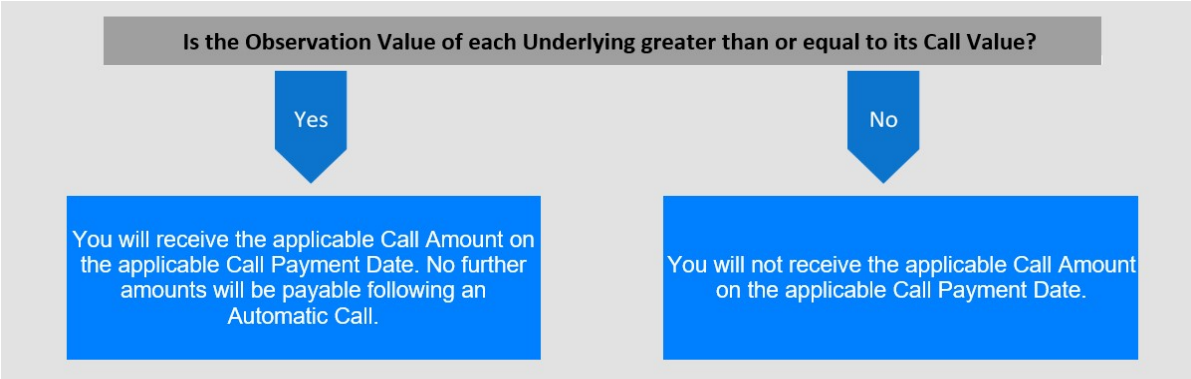 Is the Observation Value of each Underlying greater than or equal to its Call Value?
Yes
No
You will receive the applicable Call Amount on
the applicable Call Payment Date. No further
amounts will be payable following an
Automatic Call.
You will not receive the applicable Call Amount
on the applicable Call Payment Date.